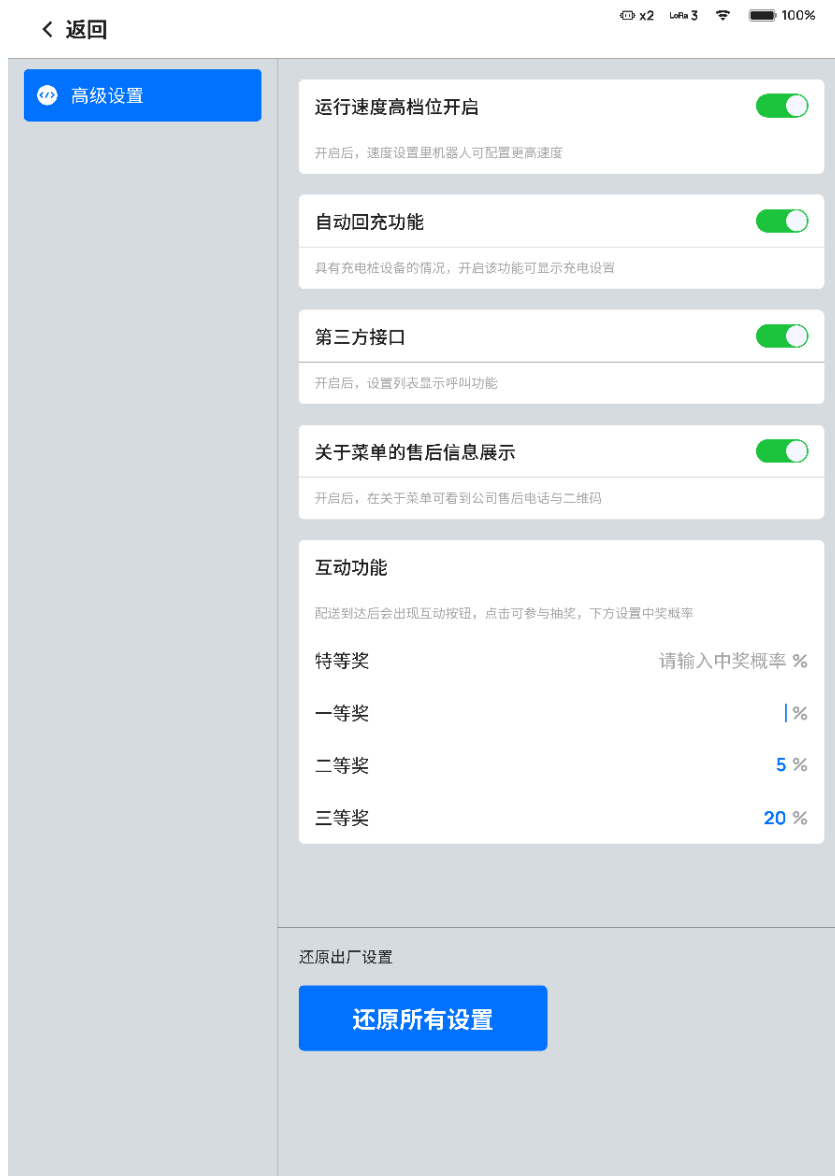 返回
x2 LoRa 3 100%
高级设置
运行速度高档位开启
开启后，速度设置里机器人可配置更高速度
自动回充功能
具有充电桩设备的情况，开启该功能可显示充电设置
第三方接口
开启后，设置列表显示呼叫功能
关于菜单的售后信息展示
开启后，在关于菜单可看到公司售后电话与二维码
互动功能
配送到达后会出现互动按钮，点击可参与抽奖，下方设置中奖概率
特等奖 请输入中奖概率 %
一等奖 %
二等奖 5 %
三等奖 20 %
还原出厂设置
还原所有设置